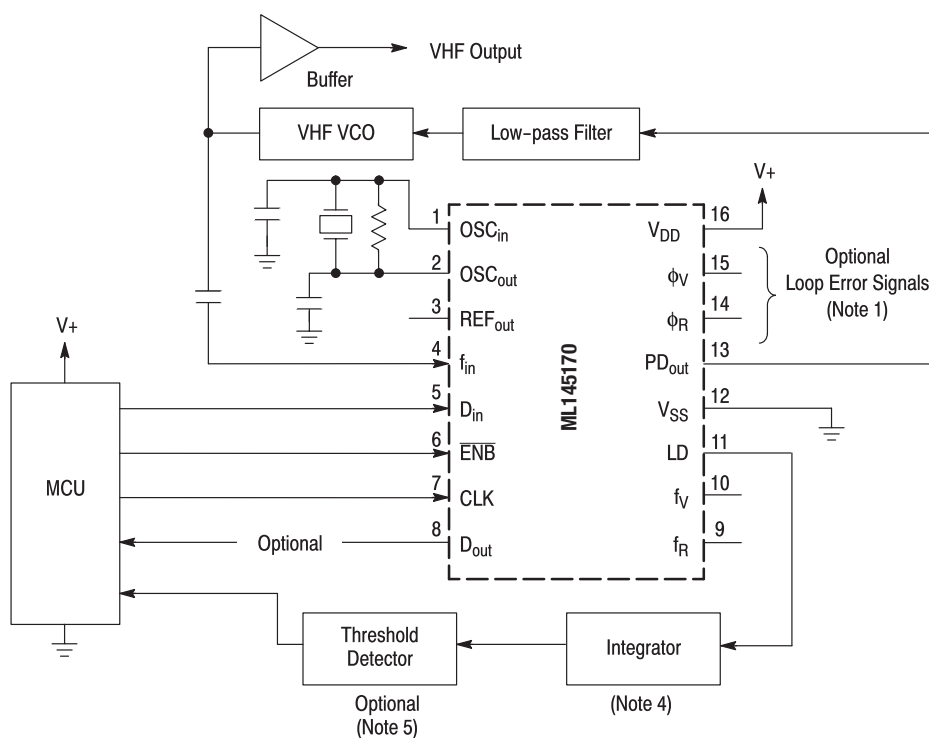 VHF Output
Buffer
VHF VCO
Low-pass Filter
V+
1
OSCin
2
OSCout
3
REFout
4
fin
5
Din
6
ENB
7
CLK
8
Dout
ML145170
16
VDD
15
ϕV
14
ϕR
13
PDout
12
VSS
11
LD
10
fV
9
fR
Optional
Loop Error Signals
(Note 1)
V+
MCU
Optional
Threshold
Detector
Optional
(Note 5)
Integrator
(Note 4)